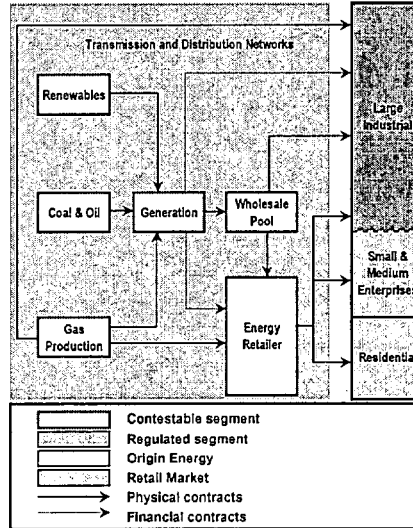 Transmission and Distribution Networks
Renewables
Large
Industrial
Coal & Oil
Generation
Wholesale
Pool
Small &
Medium
Enterprises
Gas
Production
Energy
Retailer
Residential
Contestable segment
Regulated segment
Origin Energy
Retail Market
Physical contracts
Financial contracts